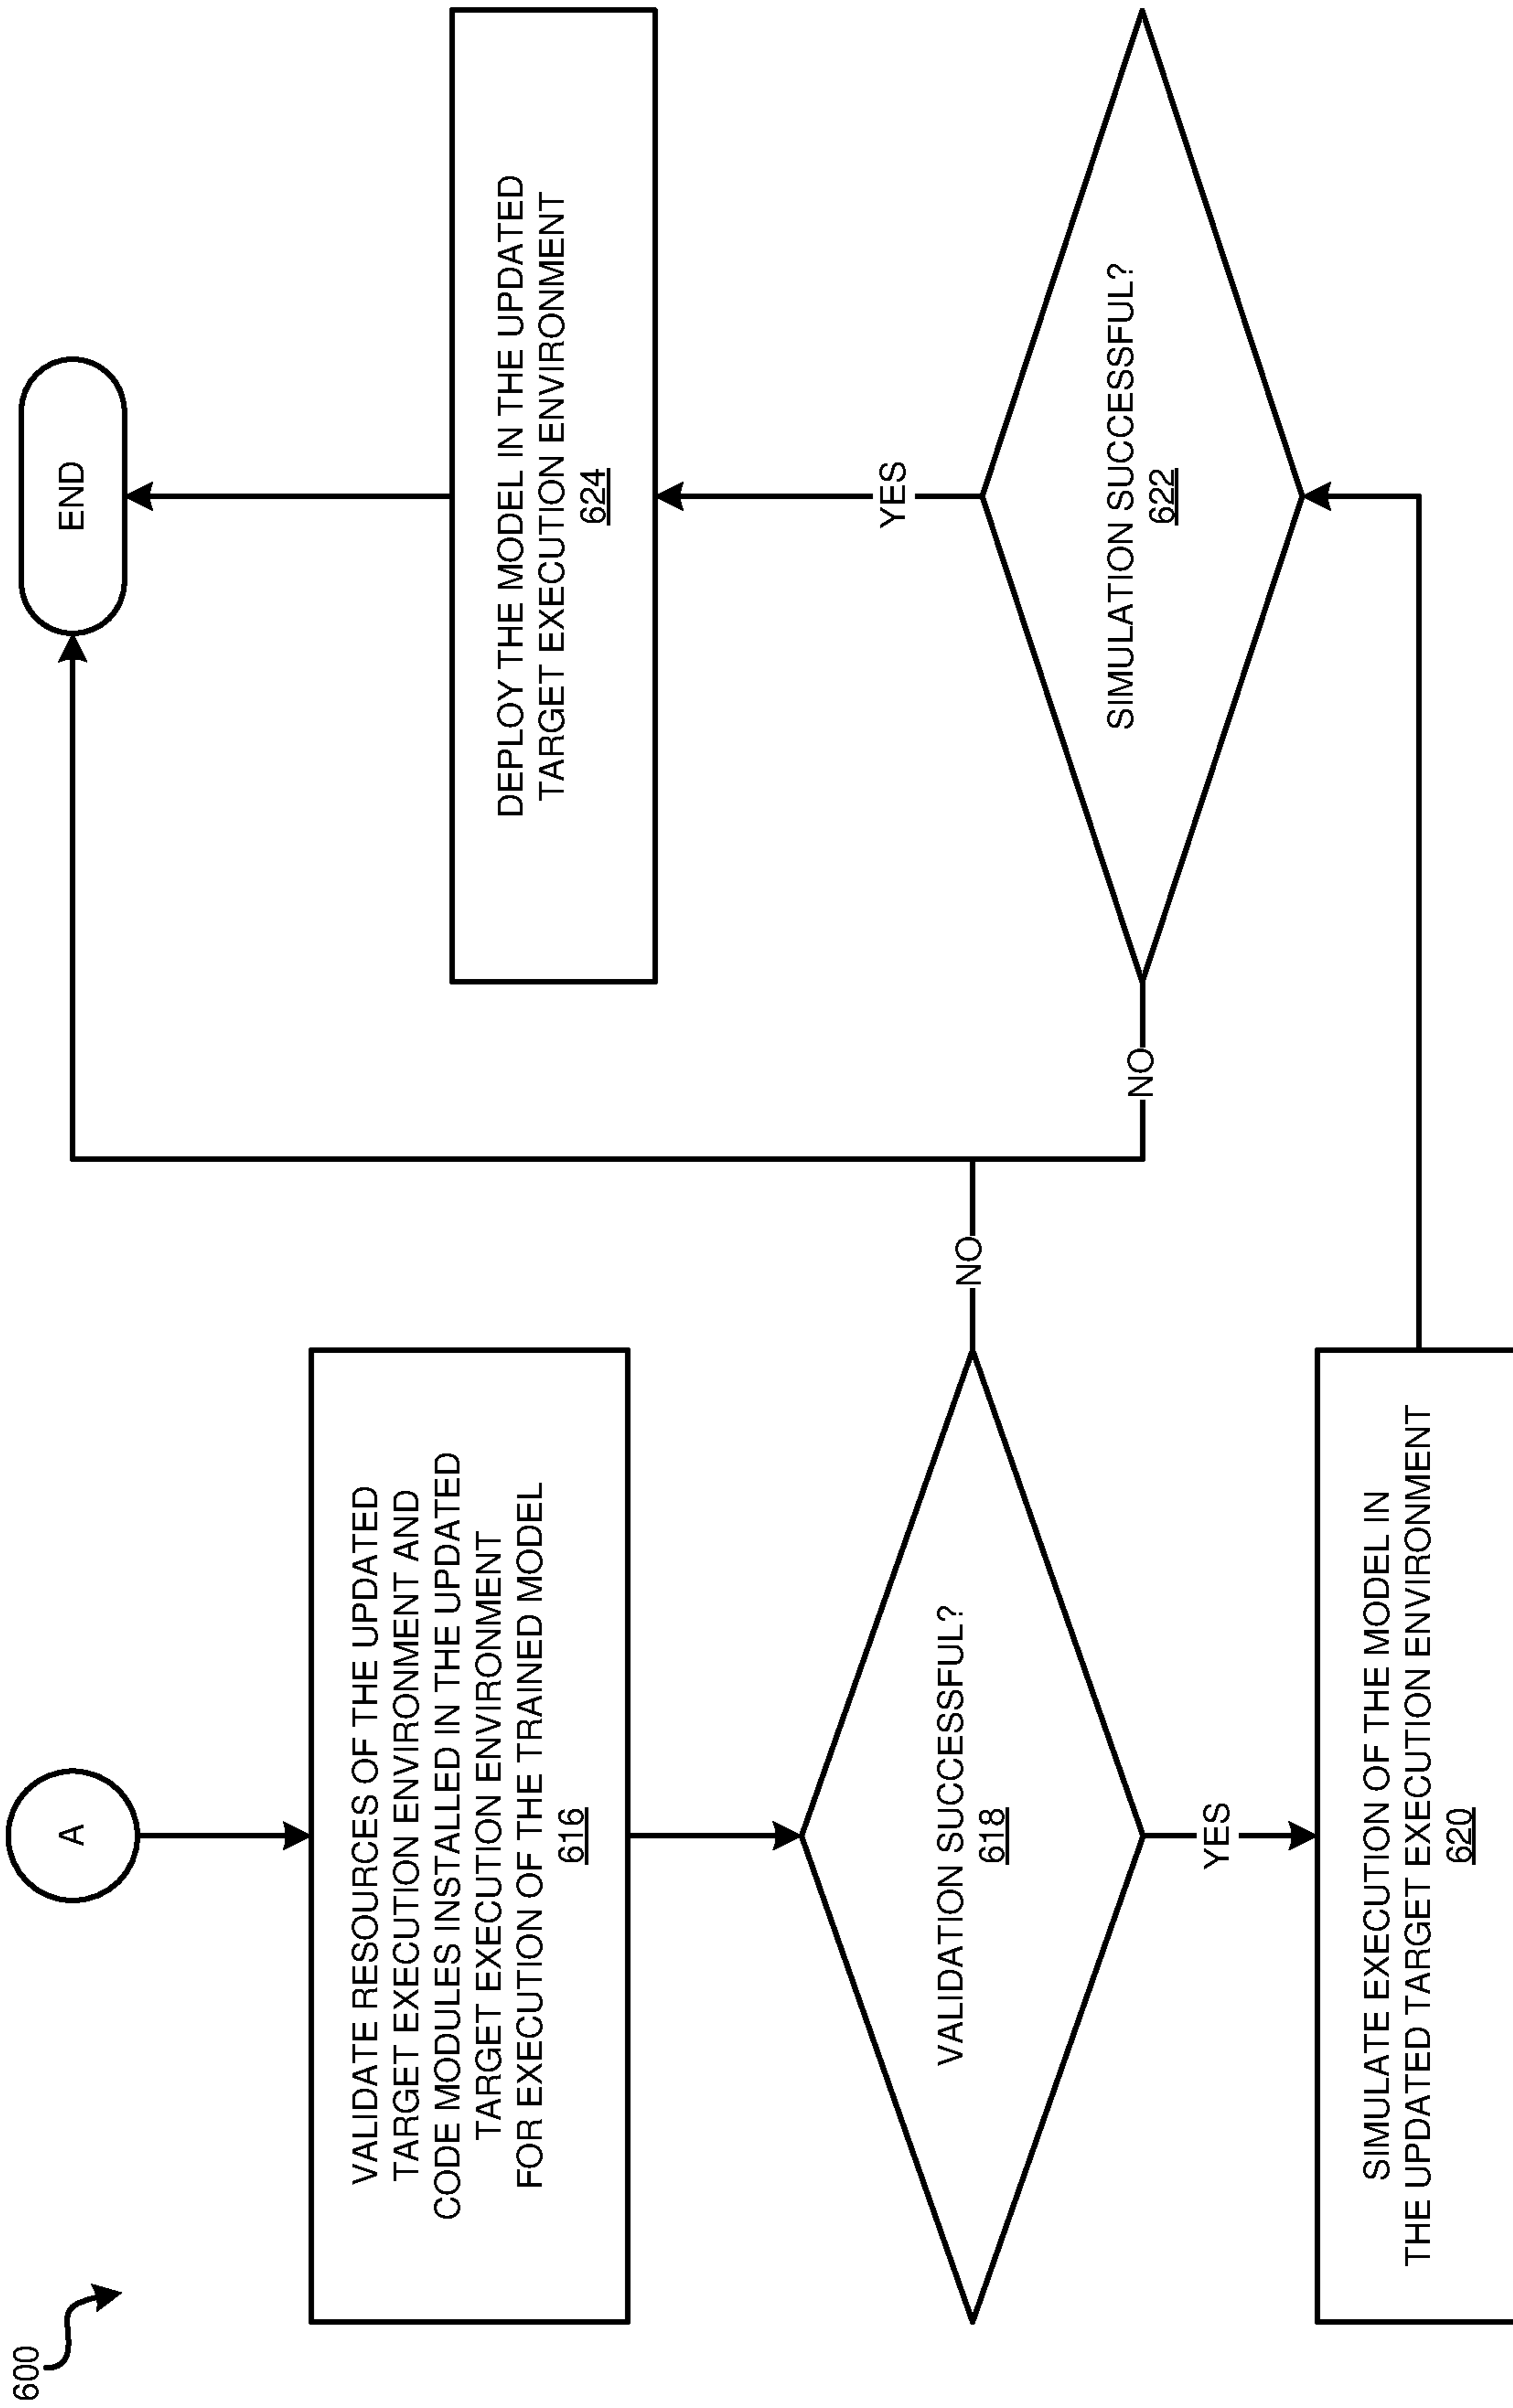 600
A
VALIDATE RESOURCES OF THE UPDATED
TARGET EXECUTION ENVIRONMENT AND
CODE MODULES INSTALLED IN THE UPDATED
TARGET EXECUTION ENVIRONMENT
FOR EXECUTION OF THE TRAINED MODEL
616
VALIDATION SUCCESSFUL?
618
NO
YES
SIMULATE EXECUTION OF THE MODEL IN
THE UPDATED TARGET EXECUTION ENVIRONMENT
620
END
DEPLOY THE MODEL IN THE UPDATED
TARGET EXECUTION ENVIRONMENT
624
YES
SIMULATION SUCCESSFUL?
622
NO